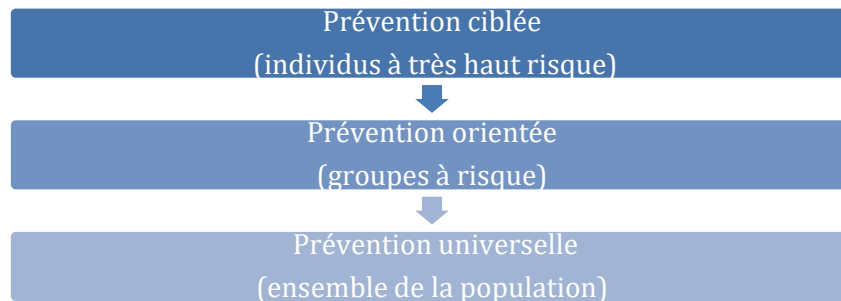 Prévention ciblée
(individus à très haut risque)
Prévention orientée
(groupes à risque)
Prévention universelle
(ensemble de la population)